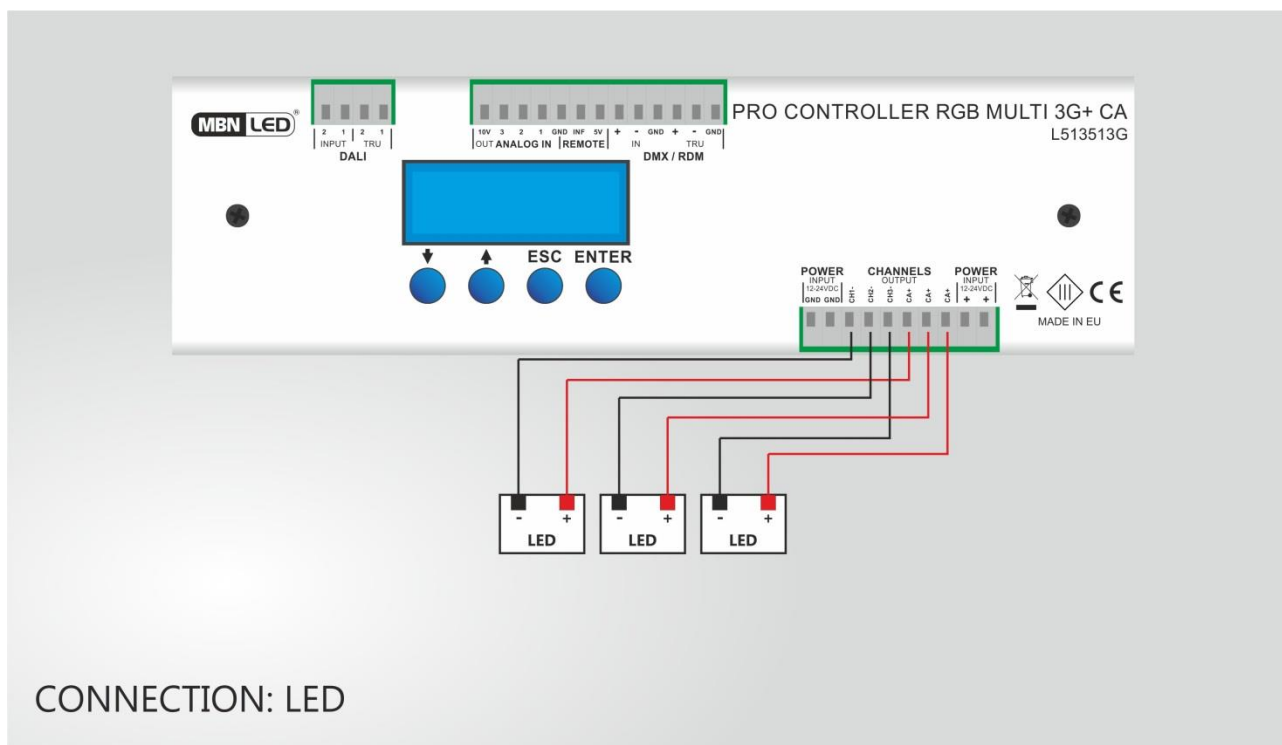 MBN LED®
2 1 2 1
INPUT TRU
DALI
10V 3 2 1 GND INF 5V + - GND + - GND
OUT ANALOG IN REMOTE IN TRU
DMX / RDM
PRO CONTROLLER RGB MULTI 3G+ CA
L513513G
ESC ENTER
POWER CHANNELS POWER
INPUT OUTPUT INPUT
12-24VDC 12-24VDC
GND GND CH1- CH2- CH3- CA+ CA+ CA+ + +
CE
MADE IN EU
- + - + - +
LED LED LED
CONNECTION: LED